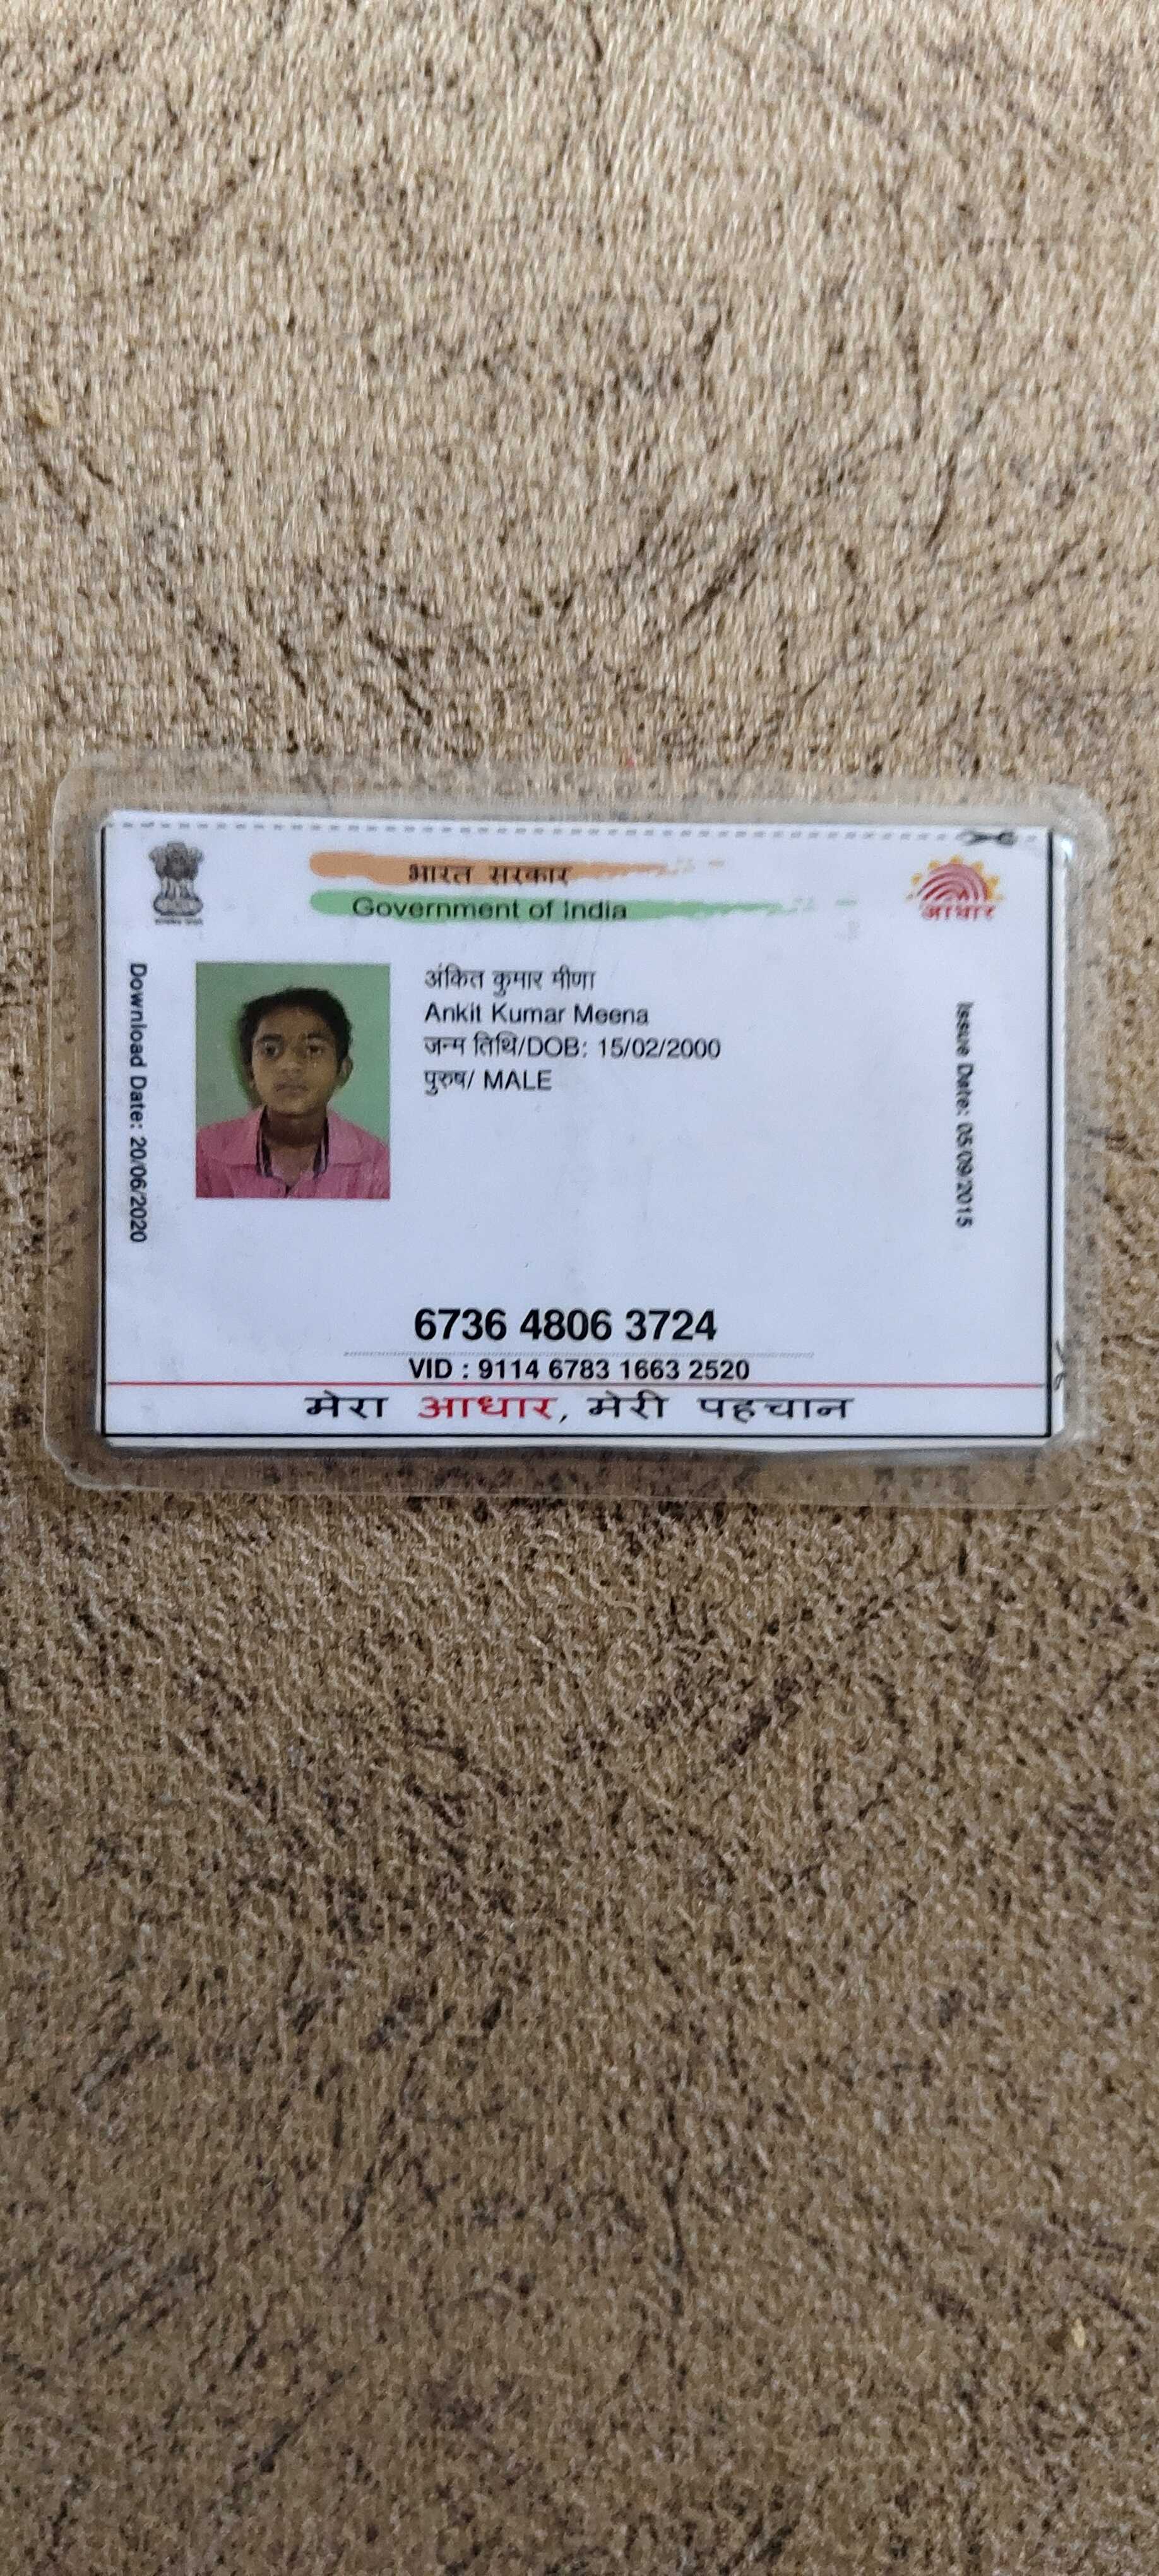 भारत सरकार
Government of India
आधार
Download Date: 20/06/2020
अंकित कुमार मीणा
Ankit Kumar Meena
जन्म तिथि/DOB: 15/02/2000
पुरुष/ MALE
Issue Date: 05/09/2015
6736 4806 3724
VID : 9114 6783 1663 2520
मेरा आधार, मेरी पहचान